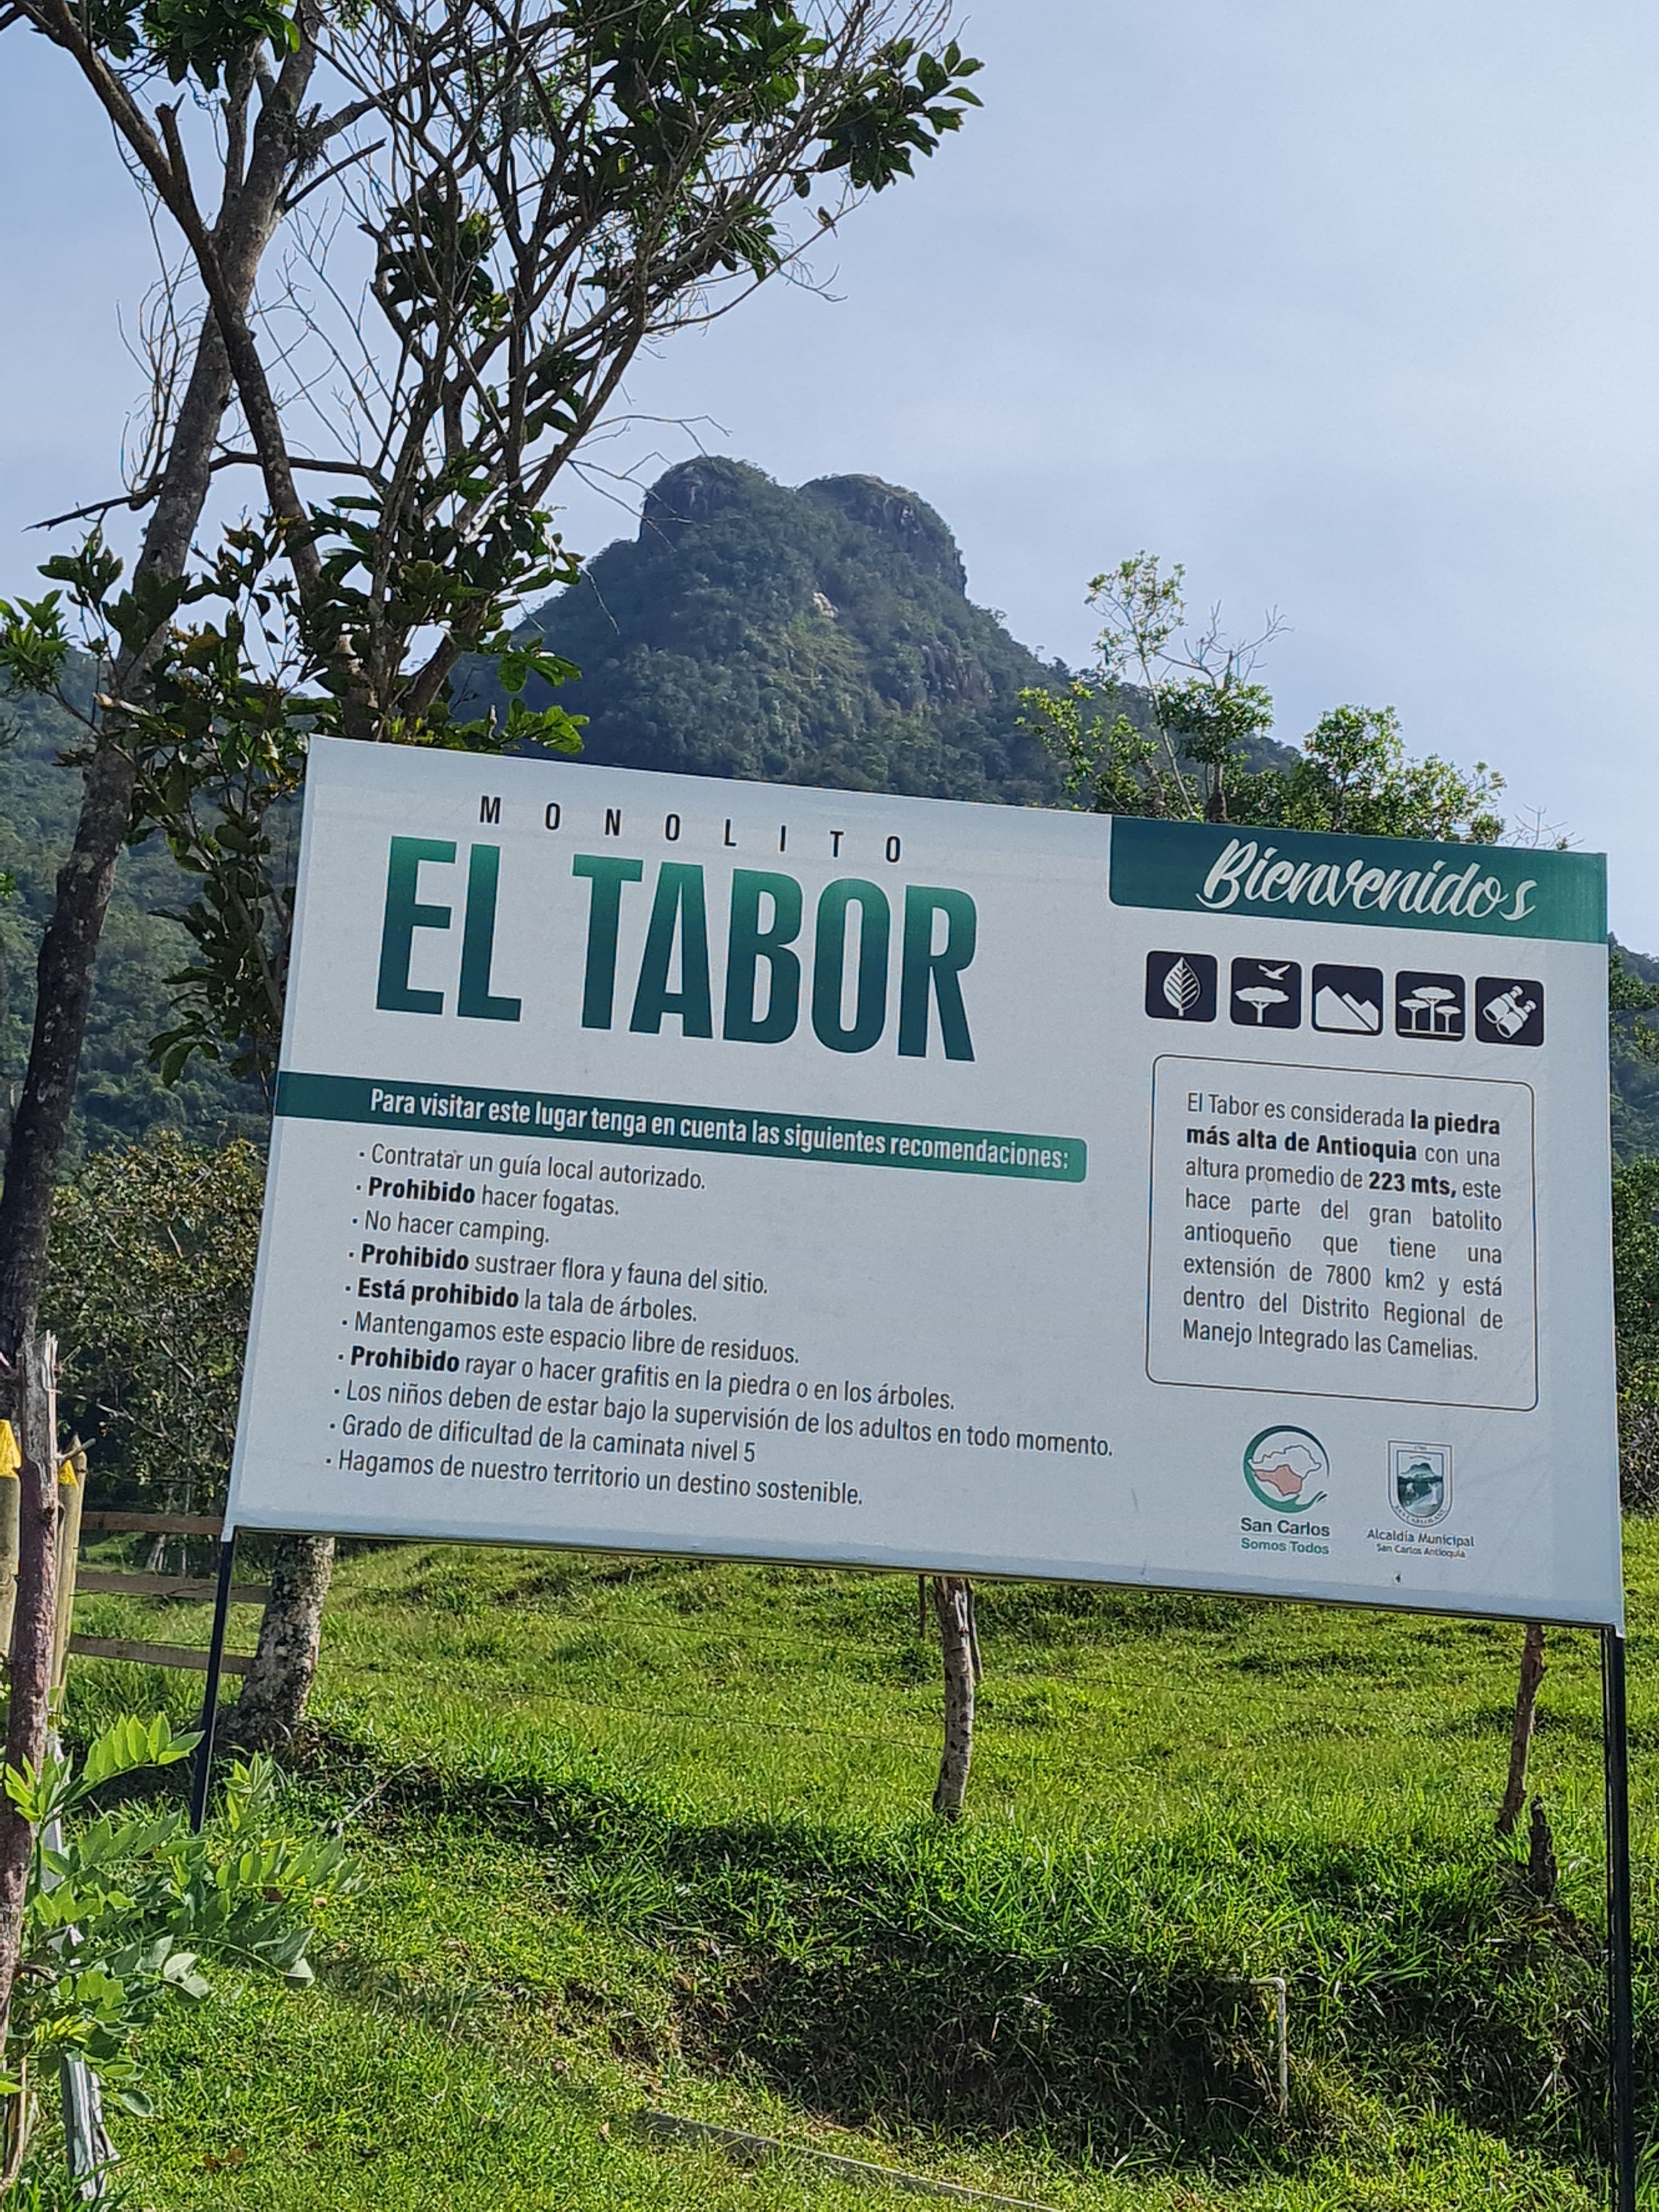 MONOLITO
EL TABOR
Para visitar este lugar tenga en cuenta las siguientes recomendaciones:
· Contratar un guía local autorizado.
· Prohibido hacer fogatas.
· No hacer camping.
· Prohibido sustraer flora y fauna del sitio.
· Está prohibido la tala de árboles.
· Mantengamos este espacio libre de residuos.
· Prohibido rayar o hacer grafitis en la piedra o en los árboles.
· Los niños deben de estar bajo la supervisión de los adultos en todo momento.
· Grado de dificultad de la caminata nivel 5
· Hagamos de nuestro territorio un destino sostenible.
Bienvenidos
El Tabor es considerada la piedra
más alta de Antioquia con una
altura promedio de 223 mts, este
hace parte del gran batolito
antioqueño que tiene una
extensión de 7800 km2 y está
dentro del Distrito Regional de
Manejo Integrado las Camelias.
San Carlos
Somos Todos
Alcaldía Municipal
San Carlos Antioquia